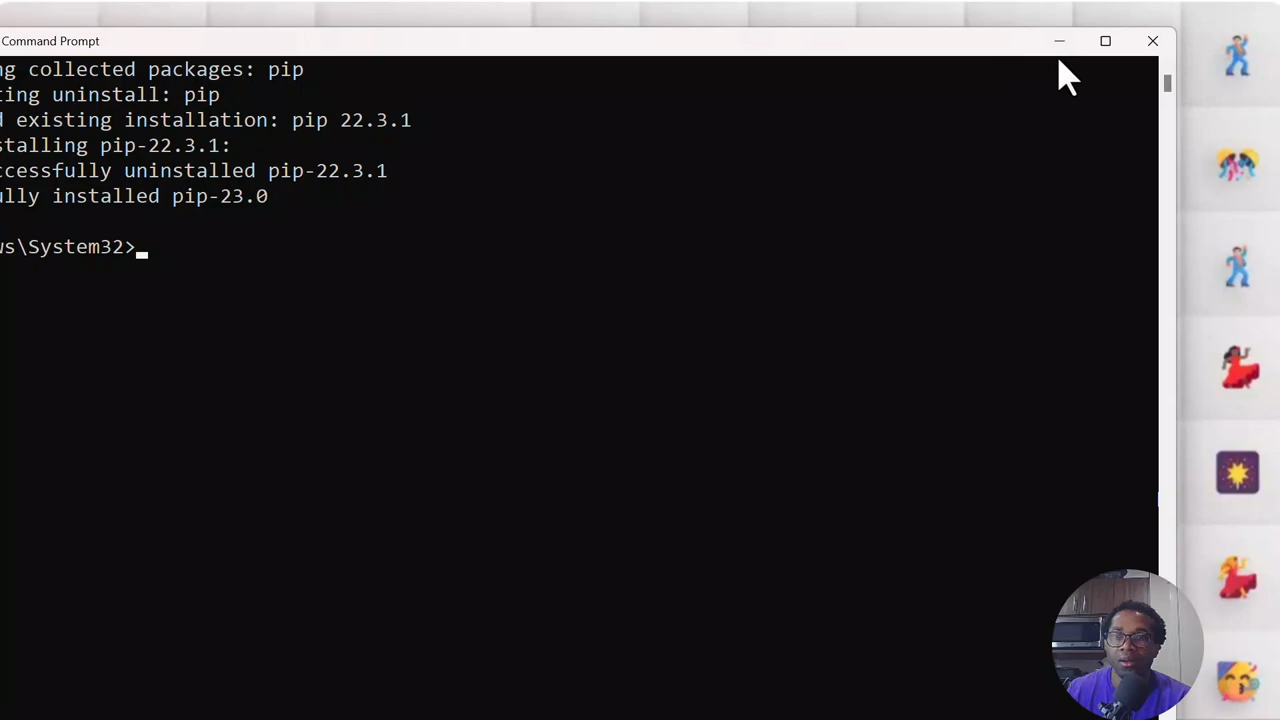 Command Prompt
ng collected packages: pip
ting uninstall: pip
d existing installation: pip 22.3.1
stalling pip-22.3.1:
ccessfully uninstalled pip-22.3.1
ully installed pip-23.0
ws\System32>